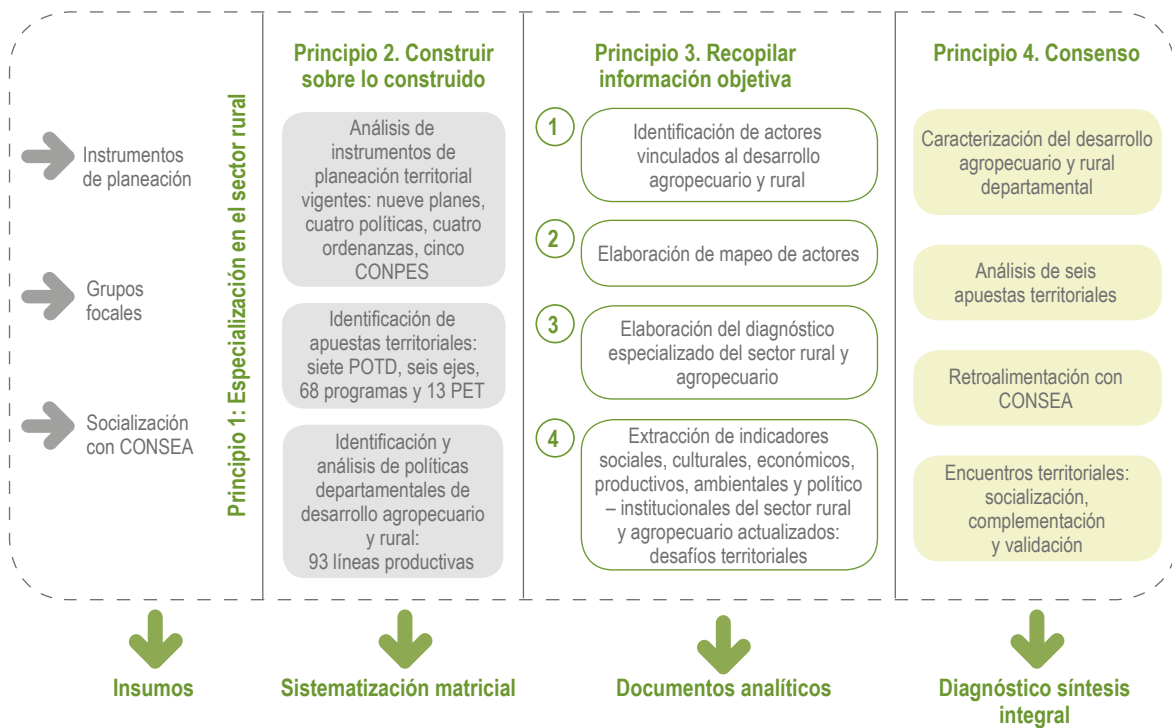 Instrumentos
de planeación
Grupos
focales
Socialización
con CONSEA
Principio 1: Especialización en el sector rural
Principio 2. Construir
sobre lo construido
Análisis de
instrumentos de
planeación territorial
vigentes: nueve planes,
cuatro políticas, cuatro
ordenanzas, cinco
CONPES
Identificación de
apuestas territoriales:
siete POTD, seis ejes,
68 programas y 13 PET
Identificación y
análisis de políticas
departamentales de
desarrollo agropecuario
y rural:
93 líneas productivas
Principio 3. Recopilar
información objetiva
1
Identificación de actores
vinculados al desarrollo
agropecuario y rural
2
Elaboración de mapeo de actores
3
Elaboración del diagnóstico
especializado del sector rural y
agropecuario
4
Extracción de indicadores
sociales, culturales, económicos,
productivos, ambientales y político
– institucionales del sector rural
y agropecuario actualizados:
desafíos territoriales
Principio 4. Consenso
Caracterización del desarrollo
agropecuario y rural
departamental
Análisis de seis
apuestas territoriales
Retroalimentación con
CONSEA
Encuentros territoriales:
socialización,
complementación
y validación
Insumos
Sistematización matricial
Documentos analíticos
Diagnóstico síntesis
integral